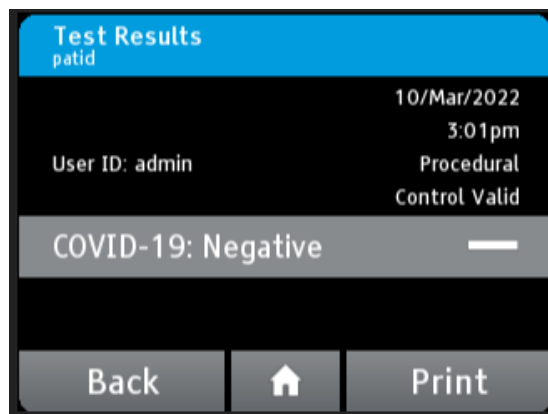 Test Results
patid
10/Mar/2022
3:01pm
User ID: admin Procedural
Control Valid
COVID-19: Negative
Back Print